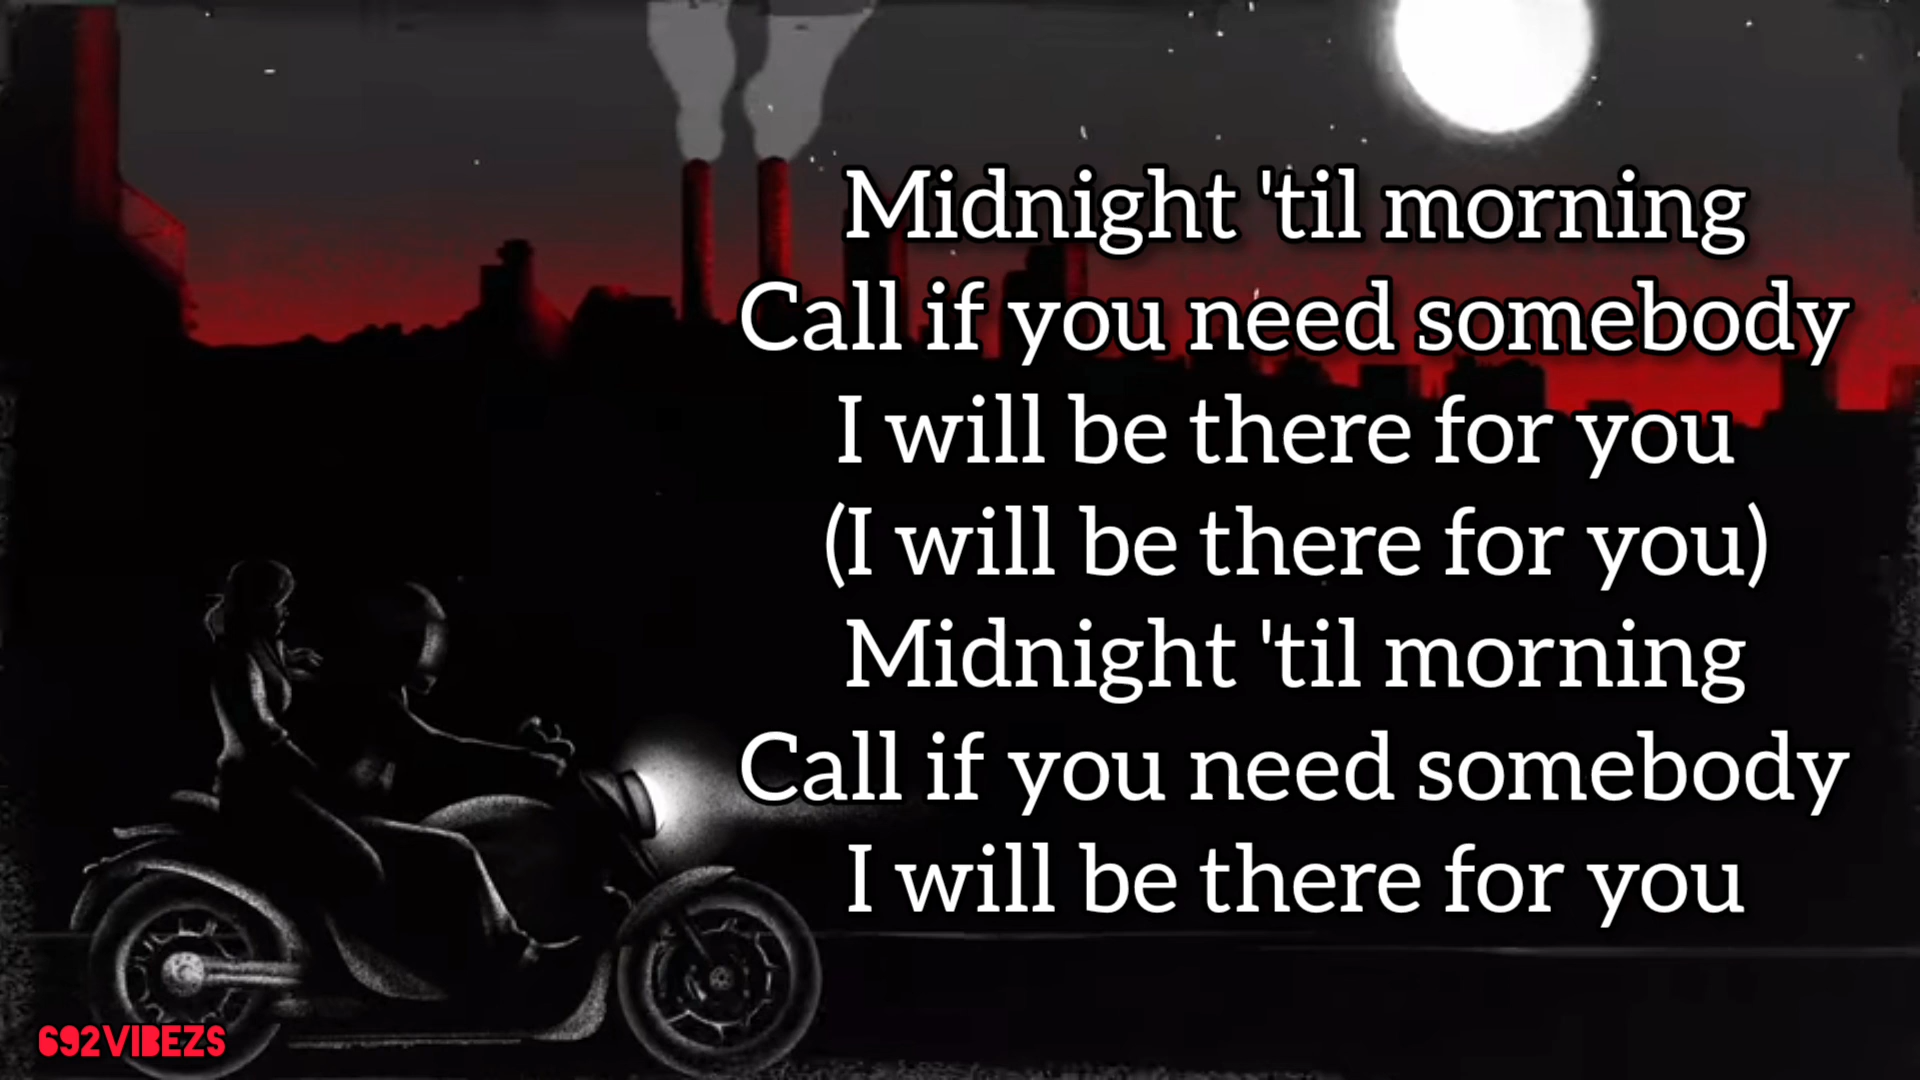 Midnight 'til morning
Call if you need somebody
I will be there for you
(I will be there for you)
Midnight 'til morning
Call if you need somebody
I will be there for you
692VIBEZS